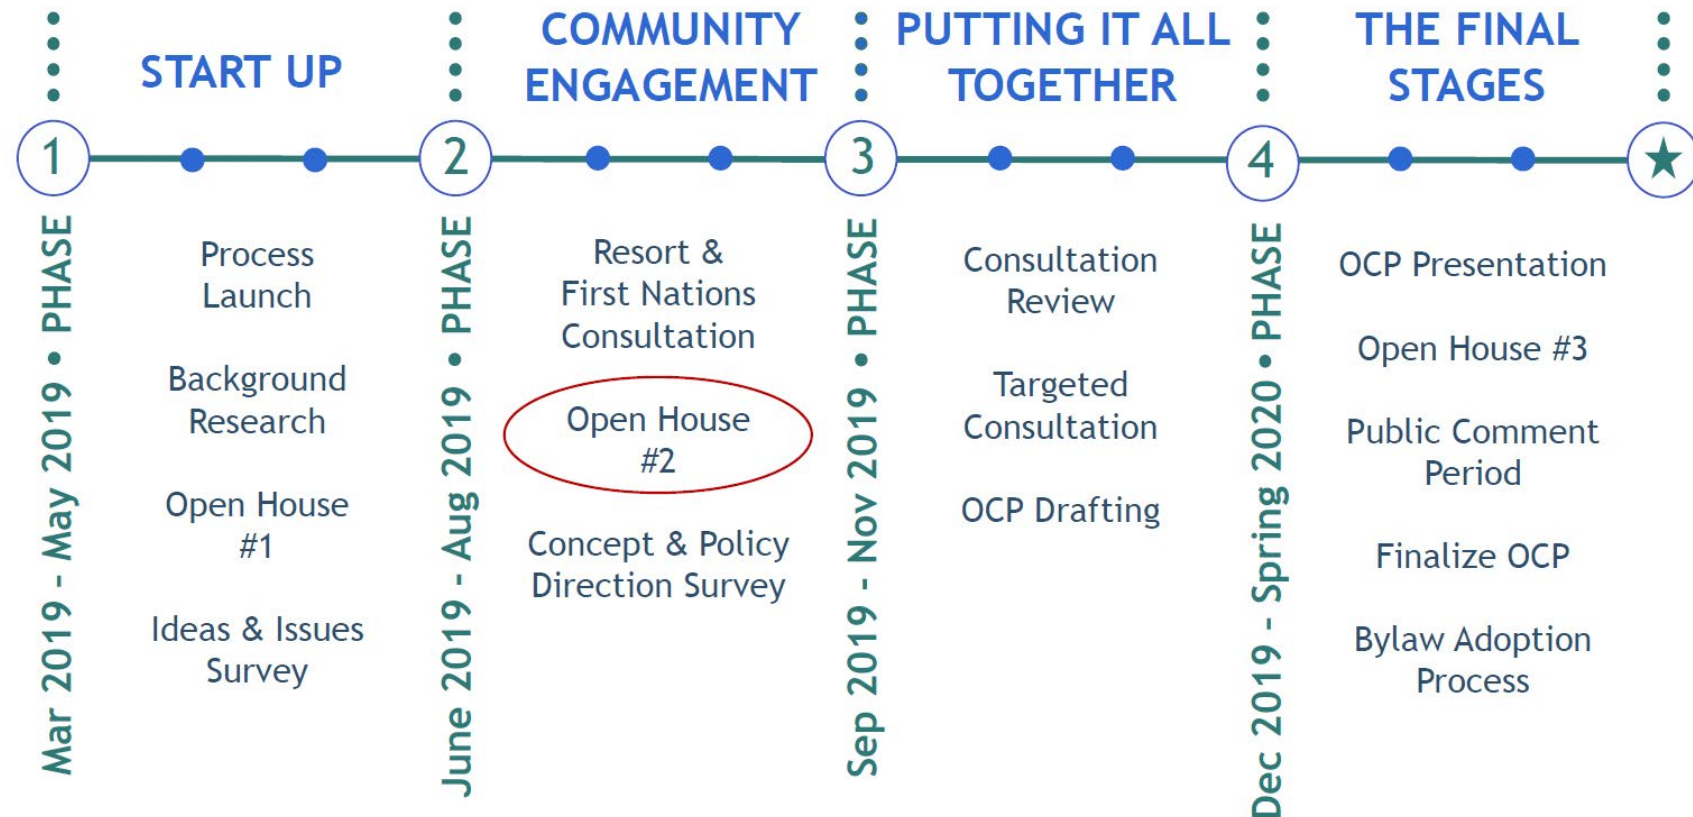 START UP
1
PHASE • Mar 2019 - May 2019
Process
Launch
Background
Research
Open House
#1
Ideas & Issues
Survey
COMMUNITY
ENGAGEMENT
2
PHASE • June 2019 - Aug 2019
Resort &
First Nations
Consultation
Open House
#2
Concept & Policy
Direction Survey
PUTTING IT ALL
TOGETHER
3
PHASE • Sep 2019 - Nov 2019
Consultation
Review
Targeted
Consultation
OCP Drafting
THE FINAL
STAGES
4
PHASE • Dec 2019 - Spring 2020
OCP Presentation
Open House #3
Public Comment
Period
Finalize OCP
Bylaw Adoption
Process